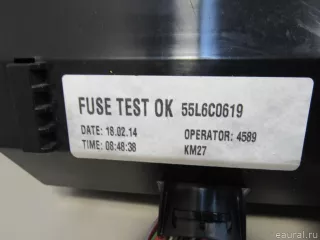 FUSE TEST OK 55L6C0619
DATE: 18.02.14 OPERATOR: 4589
TIME: 08:48:38 KM27
© eaural.ru